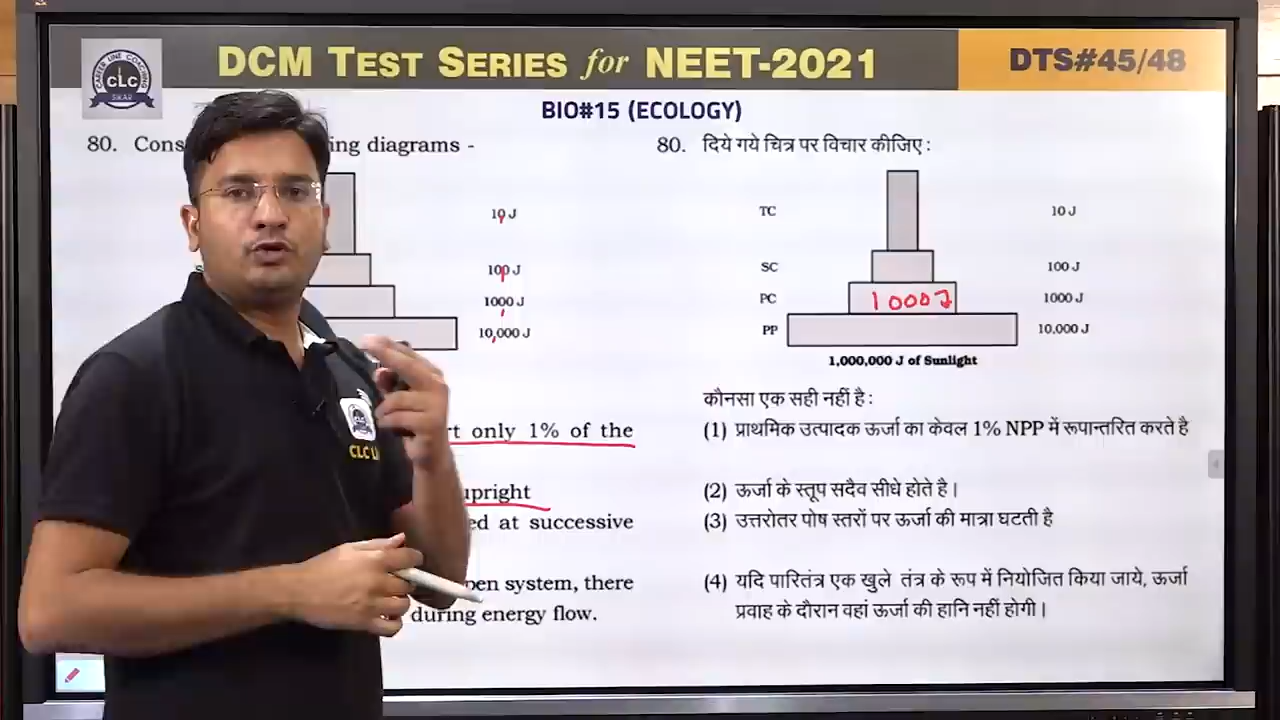 DCM TEST SERIES for NEET-2021
DTS#45/48
CAREER LINE COACHING
CLC
SIKAR
BIO#15 (ECOLOGY)
80. Cons ing diagrams -
10 J
100 J
1000 J
10,000 J
rt only 1% of the
upright
ed at successive
pen system, there
during energy flow.
80. दिये गये चित्र पर विचार कीजिए :
TC 10 J
SC 100 J
PC 1000J 1000 J
PP 10,000 J
1,000,000 J of Sunlight
कौनसा एक सही नहीं है :
(1) प्राथमिक उत्पादक ऊर्जा का केवल 1% NPP में रूपान्तरित करते है
(2) ऊर्जा के स्तूप सदैव सीधे होते है।
(3) उत्तरोतर पोष स्तरों पर ऊर्जा की मात्रा घटती है
(4) यदि पारितंत्र एक खुले तंत्र के रूप में नियोजित किया जाये, ऊर्जा
प्रवाह के दौरान वहां ऊर्जा की हानि नहीं होगी।
CLC